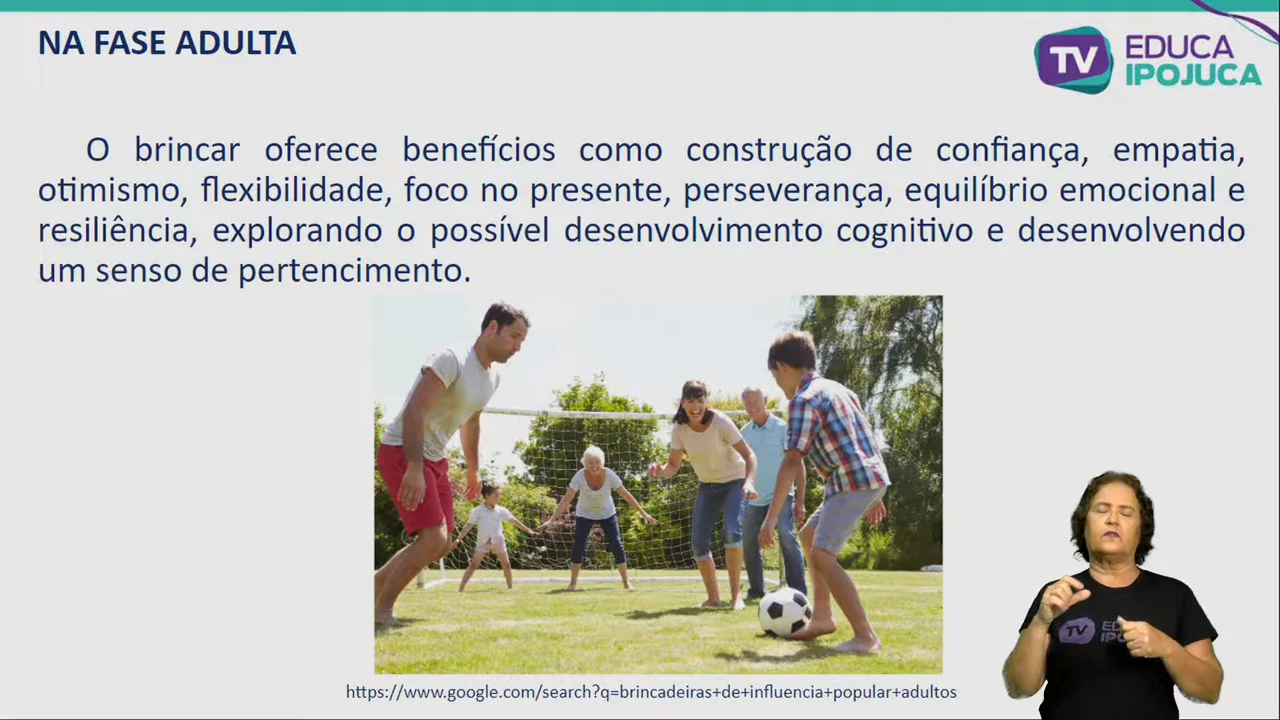 NA FASE ADULTA
TV EDUCA
IPOJUCA
O brincar oferece benefícios como construção de confiança, empatia,
otimismo, flexibilidade, foco no presente, perseverança, equilíbrio emocional e
resiliência, explorando o possível desenvolvimento cognitivo e desenvolvendo
um senso de pertencimento.
https://www.google.com/search?q=brincadeiras+de+influencia+popular+adultos
TV